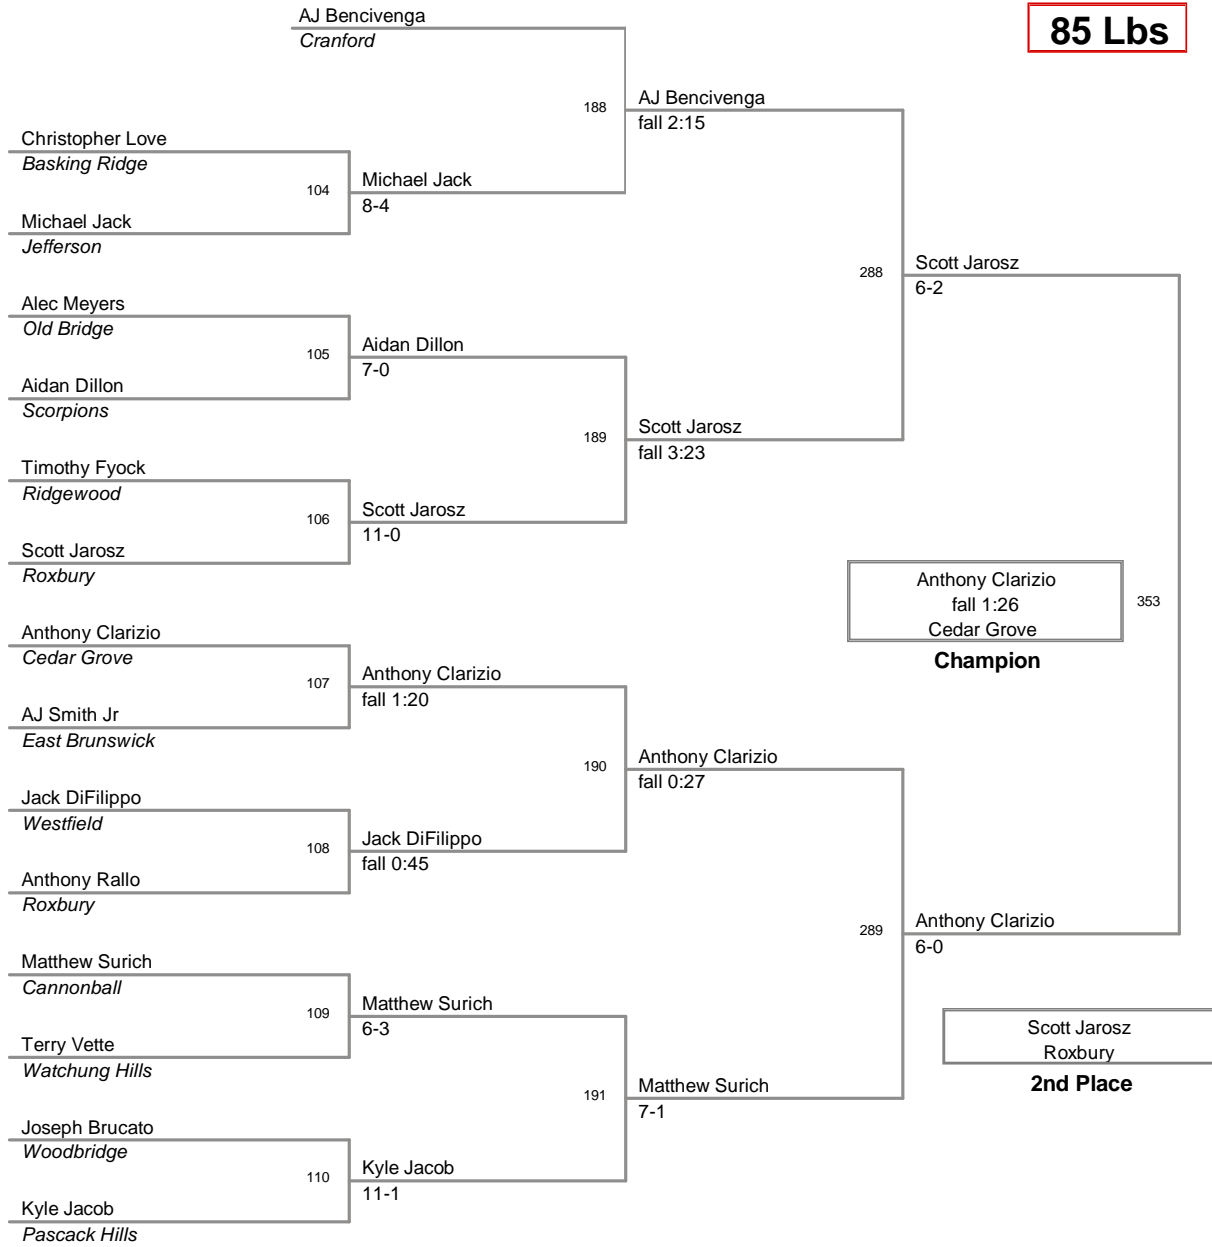 AJ Bencivenga
Cranford
85 Lbs
188
AJ Bencivenga
fall 2:15
Christopher Love
Basking Ridge
104
Michael Jack
8-4
Michael Jack
Jefferson
288
Scott Jarosz
6-2
Alec Meyers
Old Bridge
105
Aidan Dillon
7-0
Aidan Dillon
Scorpions
189
Scott Jarosz
fall 3:23
Timothy Fyock
Ridgewood
106
Scott Jarosz
11-0
Scott Jarosz
Roxbury
Anthony Clarizio
fall 1:26
Cedar Grove
353
Champion
Anthony Clarizio
Cedar Grove
107
Anthony Clarizio
fall 1:20
AJ Smith Jr
East Brunswick
190
Anthony Clarizio
fall 0:27
Jack DiFilippo
Westfield
108
Jack DiFilippo
fall 0:45
Anthony Rallo
Roxbury
289
Anthony Clarizio
6-0
Matthew Surich
Cannonball
109
Matthew Surich
6-3
Terry Vette
Watchung Hills
Scott Jarosz
Roxbury
2nd Place
191
Matthew Surich
7-1
Joseph Brucato
Woodbridge
110
Kyle Jacob
11-1
Kyle Jacob
Pascack Hills